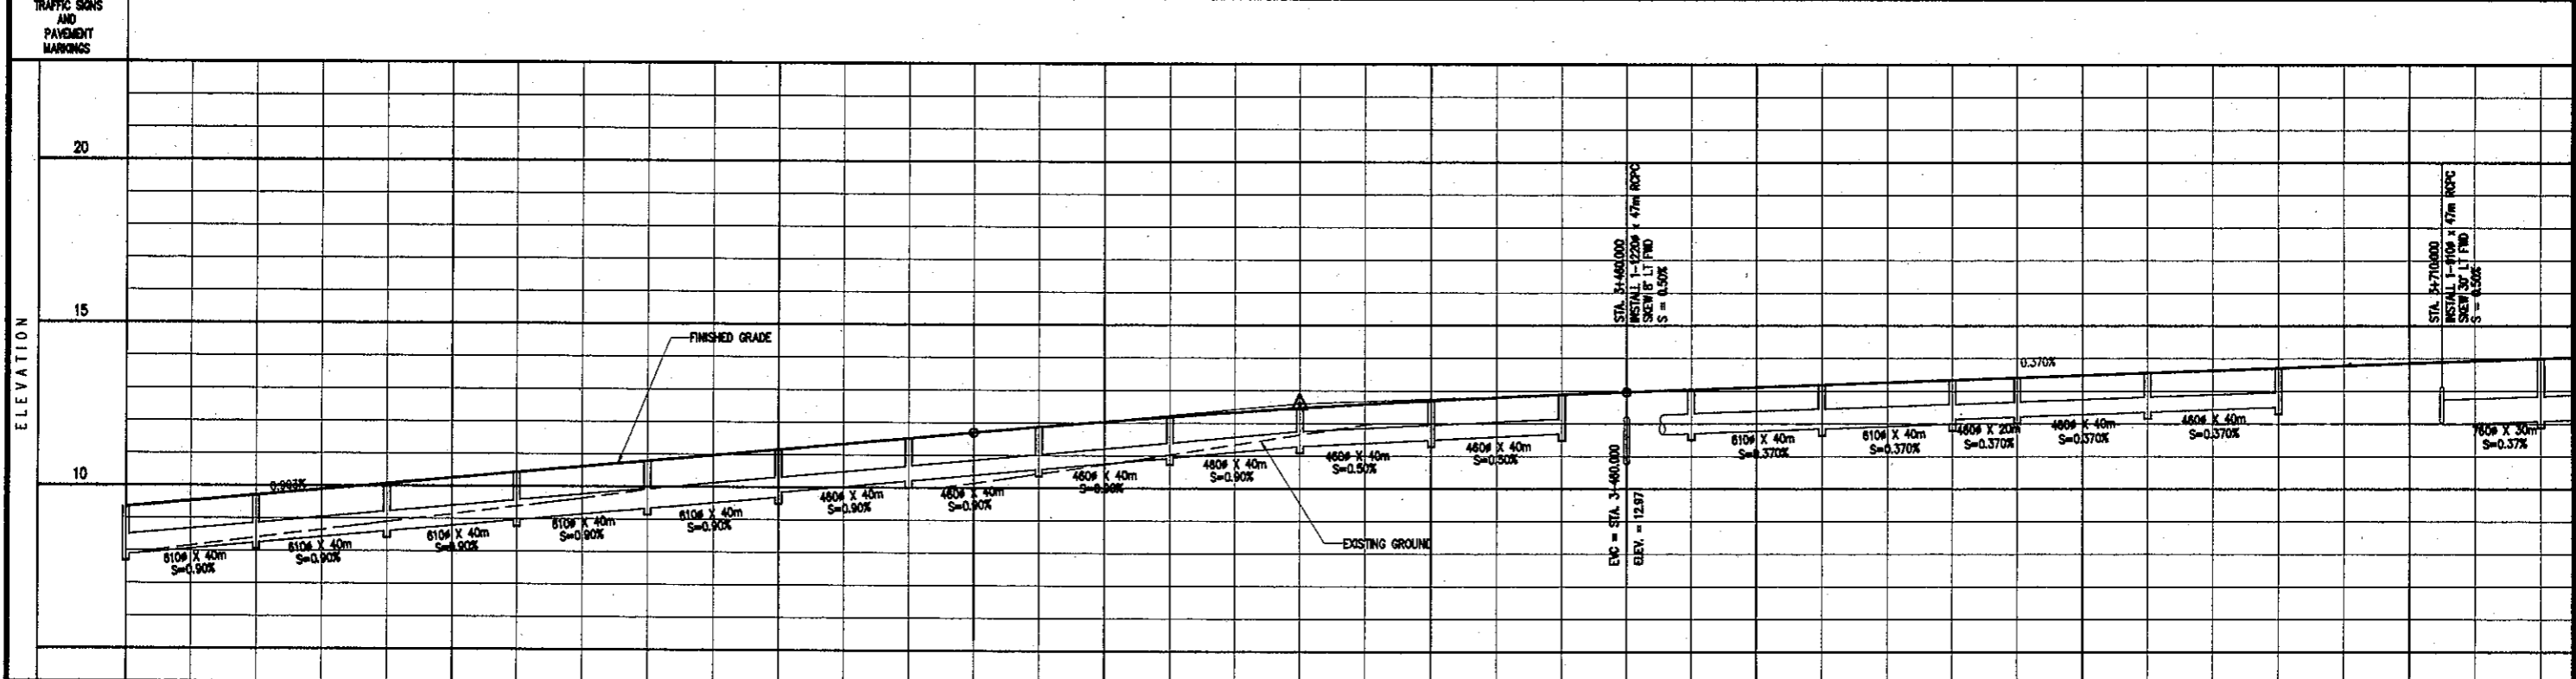 TRAFFIC SIGNS
AND
PAVEMENT
MARKINGS
ELEVATION
20
15
10
FINISHED GRADE
EXISTING GROUND
610ø X 40m
S=0.90%
610ø X 40m
S=0.90%
610ø X 40m
S=0.90%
610ø X 40m
S=0.90%
610ø X 40m
S=0.90%
460ø X 40m
S=0.90%
460ø X 40m
S=0.90%
460ø X 40m
S=0.90%
460ø X 40m
S=0.90%
460ø X 40m
S=0.50%
460ø X 40m
S=0.50%
STA. 3+460.000
INSTALL 1-1220ø x 47m RCPC
SKEW 8° LT FWD
S = 0.50%
EVC = STA. 3+460.000
ELEV. = 12.97
610ø X 40m
S=0.370%
610ø X 40m
S=0.370%
460ø X 20m
S=0.370%
460ø X 40m
S=0.370%
460ø X 40m
S=0.370%
0.370%
STA. 3+710.000
INSTALL 1-910ø x 47m RCPC
SKEW 30° LT FWD
S = 0.50%
760ø X 30m
S=0.37%